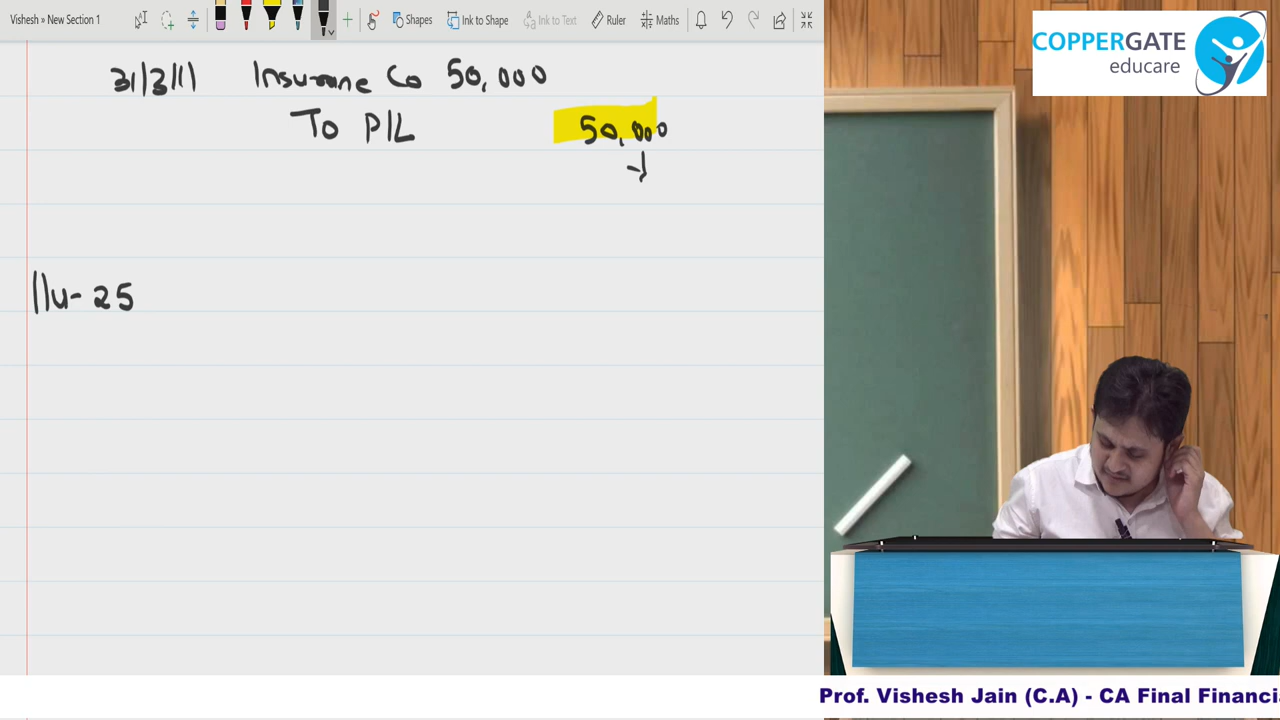 Vishesh » New Section 1
Shapes
Ink to Shape
Ink to Text
Ruler
Maths
31/3/11 Insurane Co 50,000
To P/L 50,000
Illu- 25
COPPERGATE
educare
Prof. Vishesh Jain (C.A) - CA Final Financi